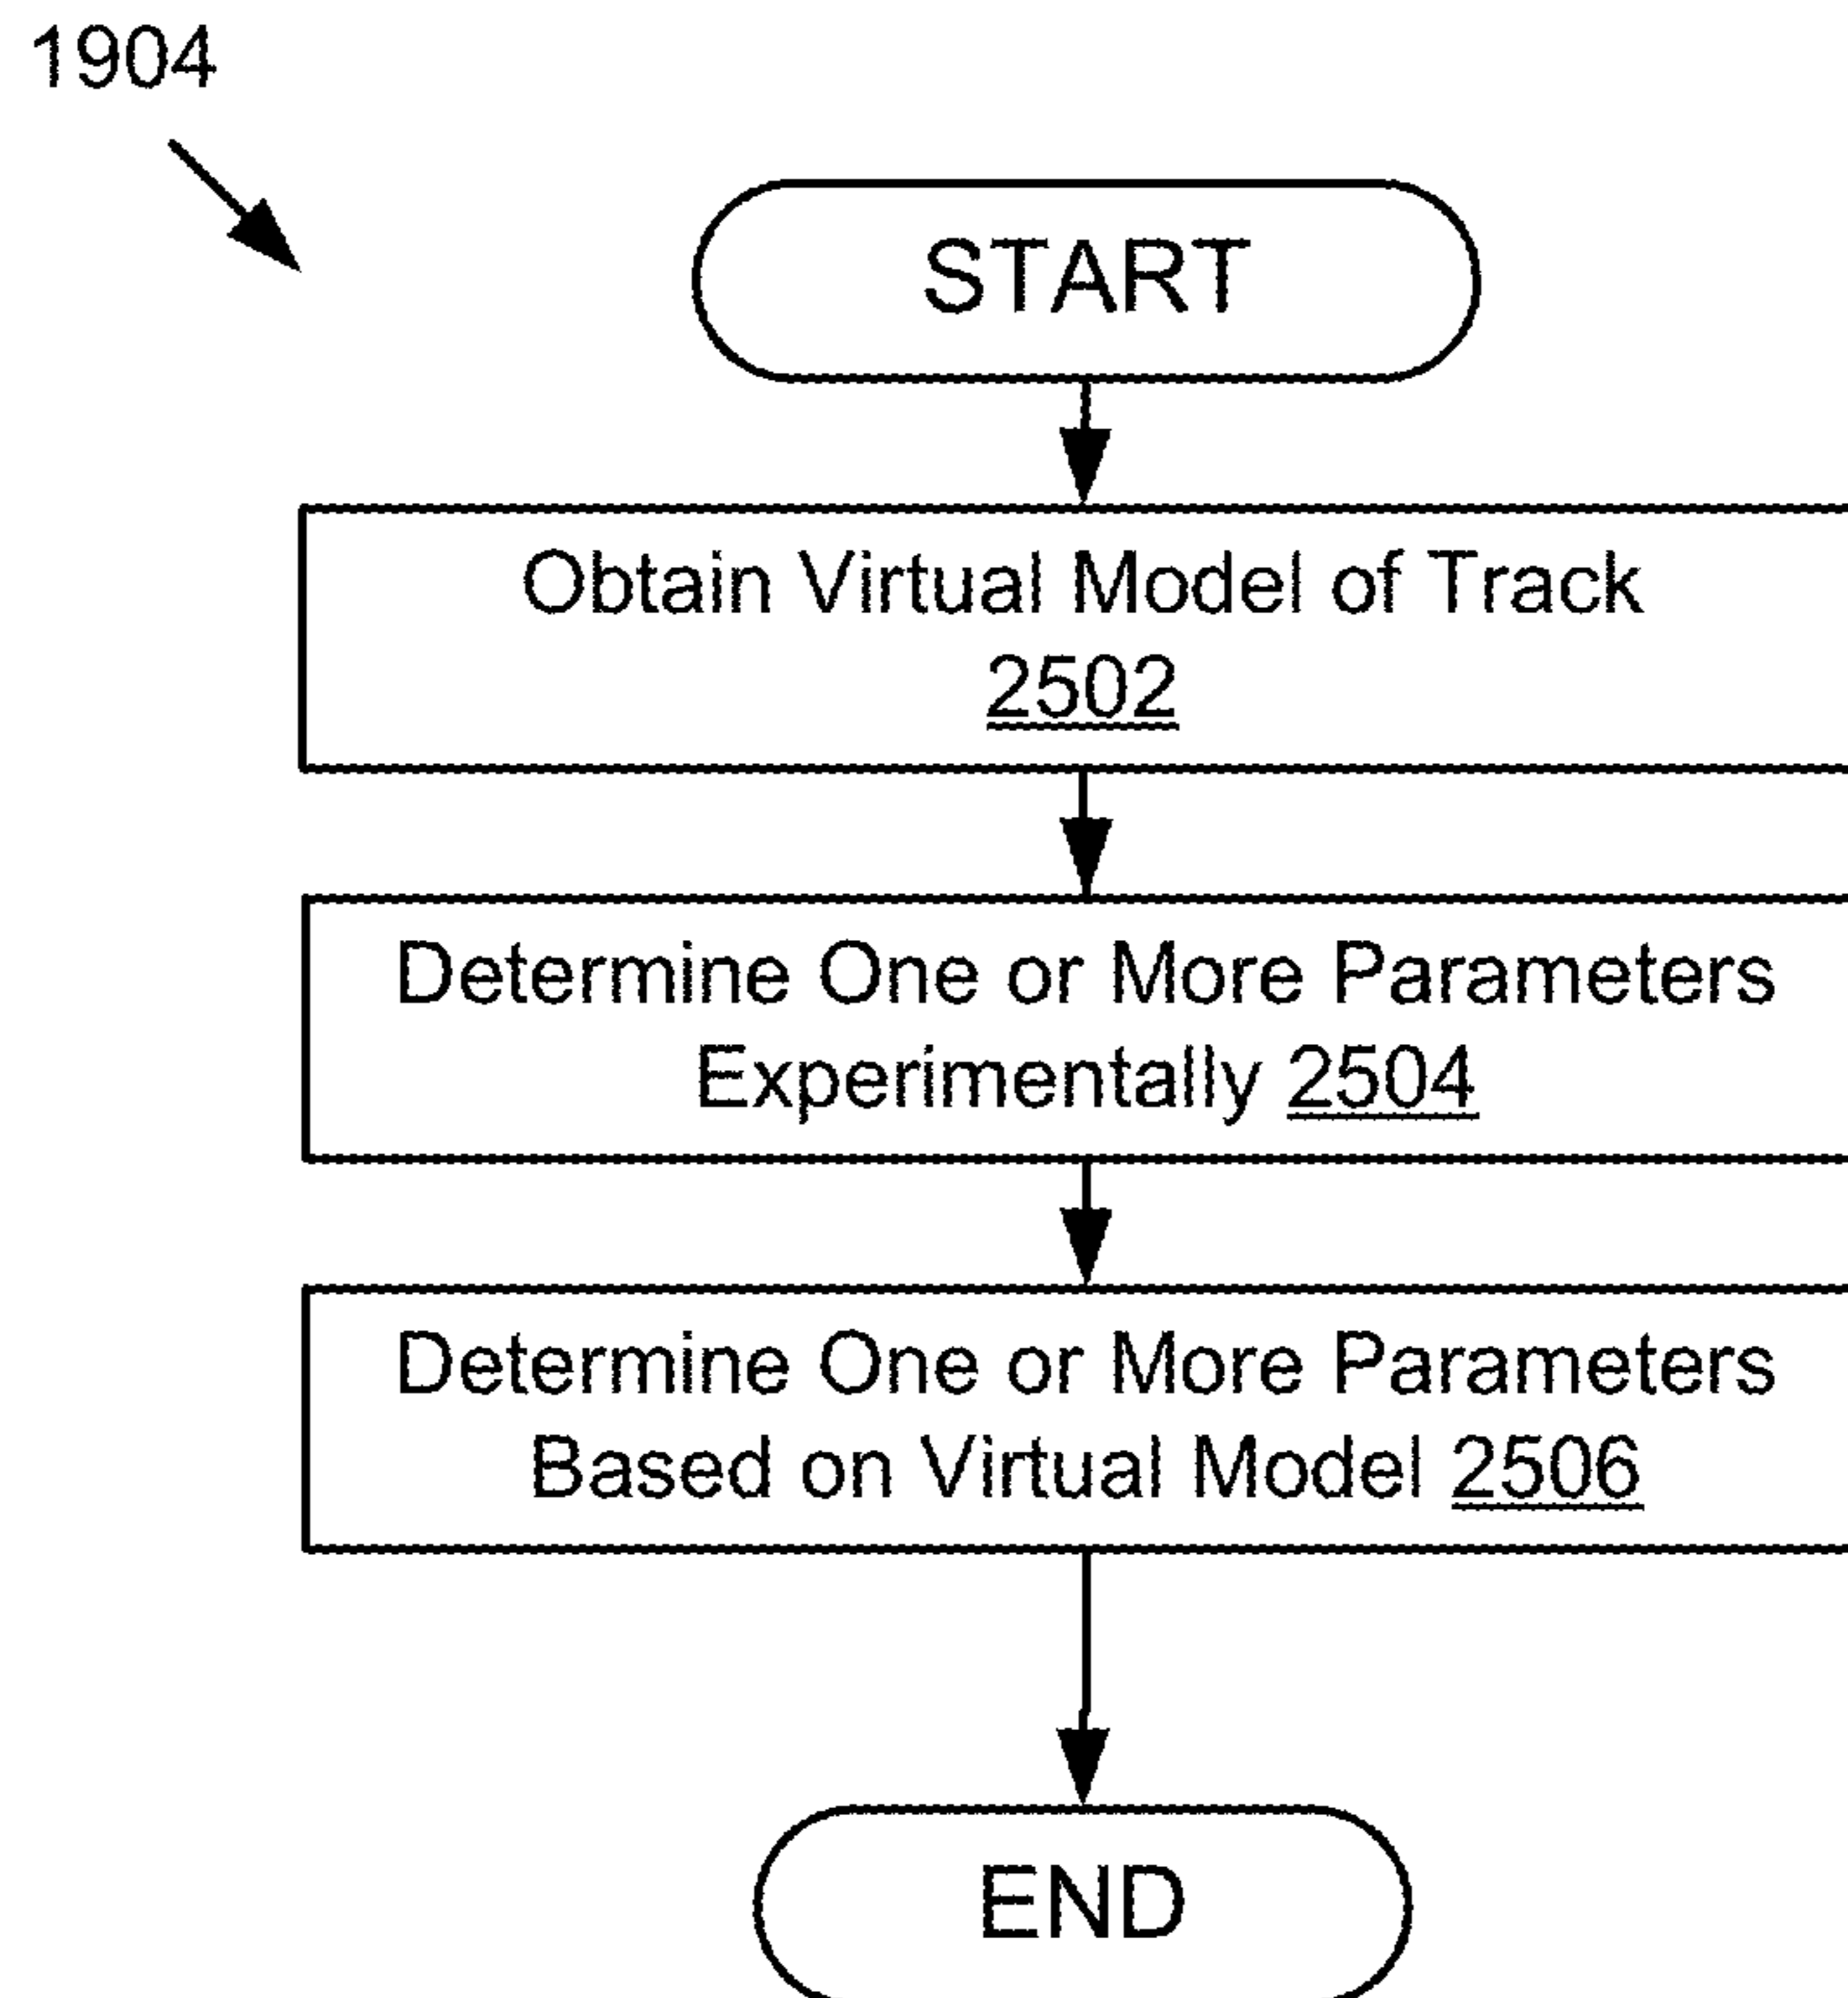 1904
START
Obtain Virtual Model of Track
2502
Determine One or More Parameters
Experimentally 2504
Determine One or More Parameters
Based on Virtual Model 2506
END